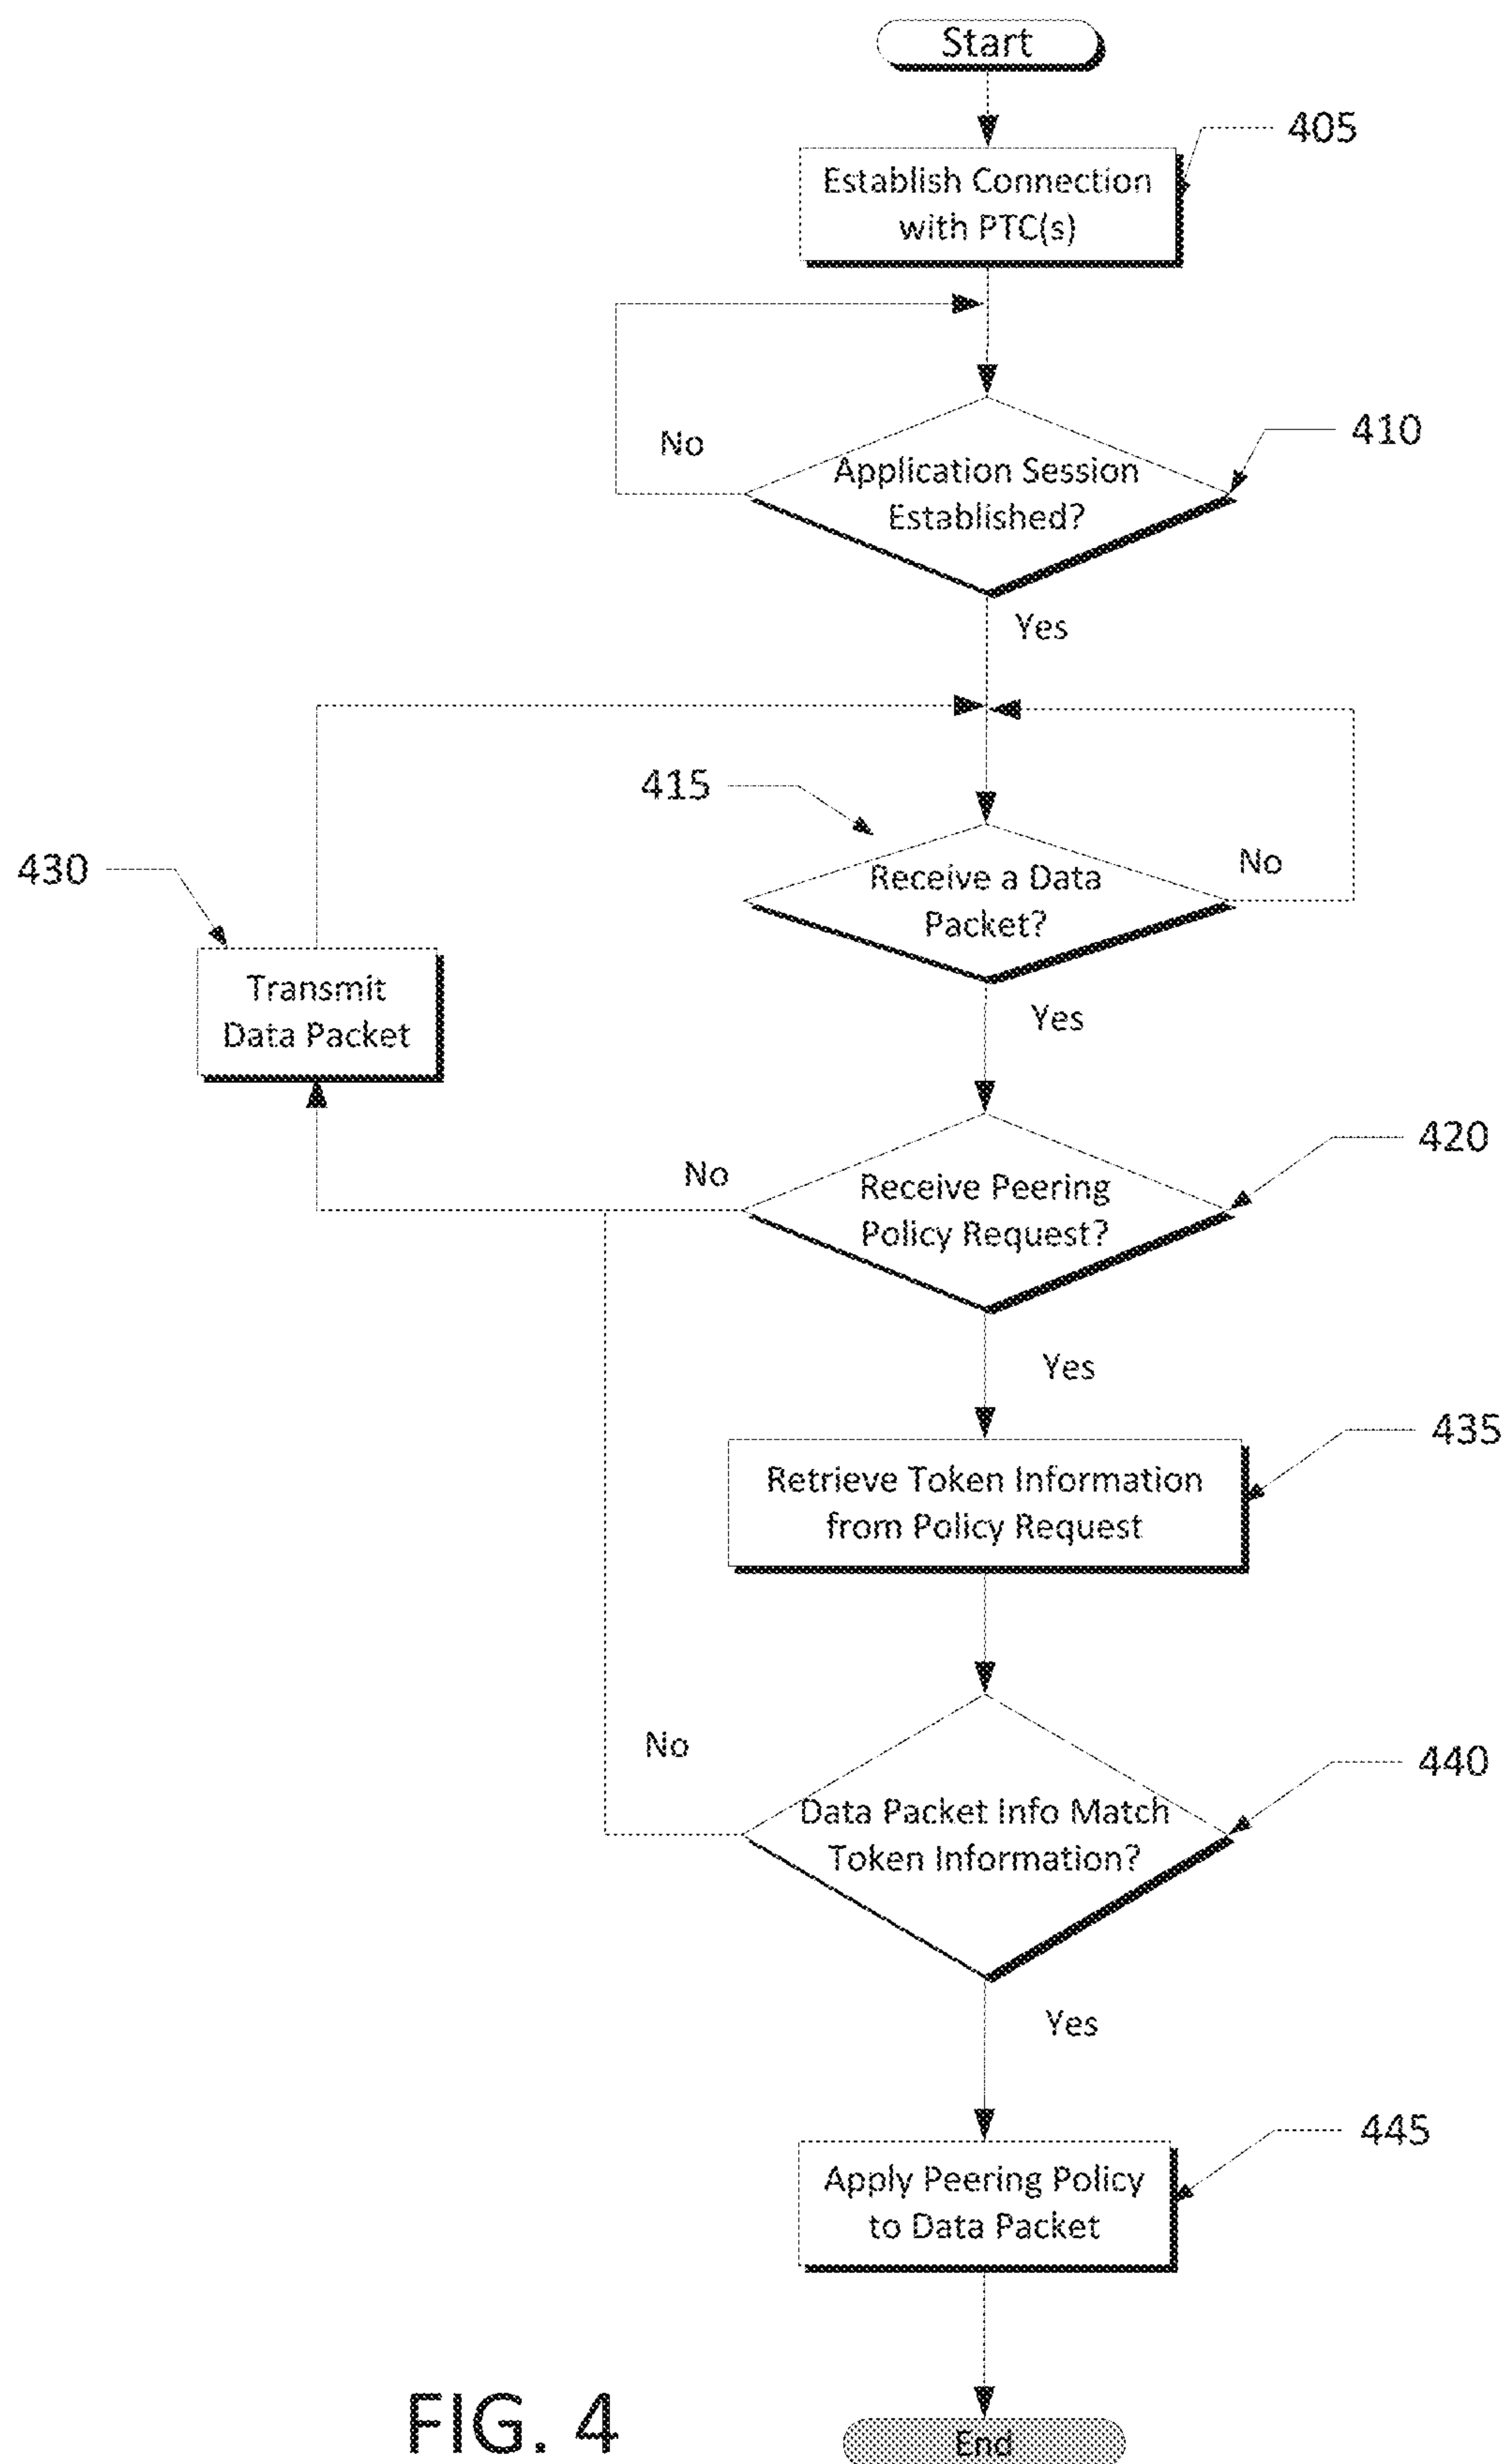 Start
405
Establish Connection
with PTC(s)
410
No
Application Session
Established?
Yes
415
430
No
Receive a Data
Packet?
Transmit
Data Packet
Yes
420
No
Receive Peering
Policy Request?
Yes
435
Retrieve Token Information
from Policy Request
No
440
Data Packet Info Match
Token Information?
Yes
445
Apply Peering Policy
to Data Packet
FIG. 4
End